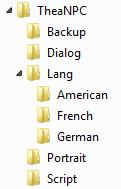 TheaNPC
Backup
Dialog
Lang
American
French
German
Portrait
Script